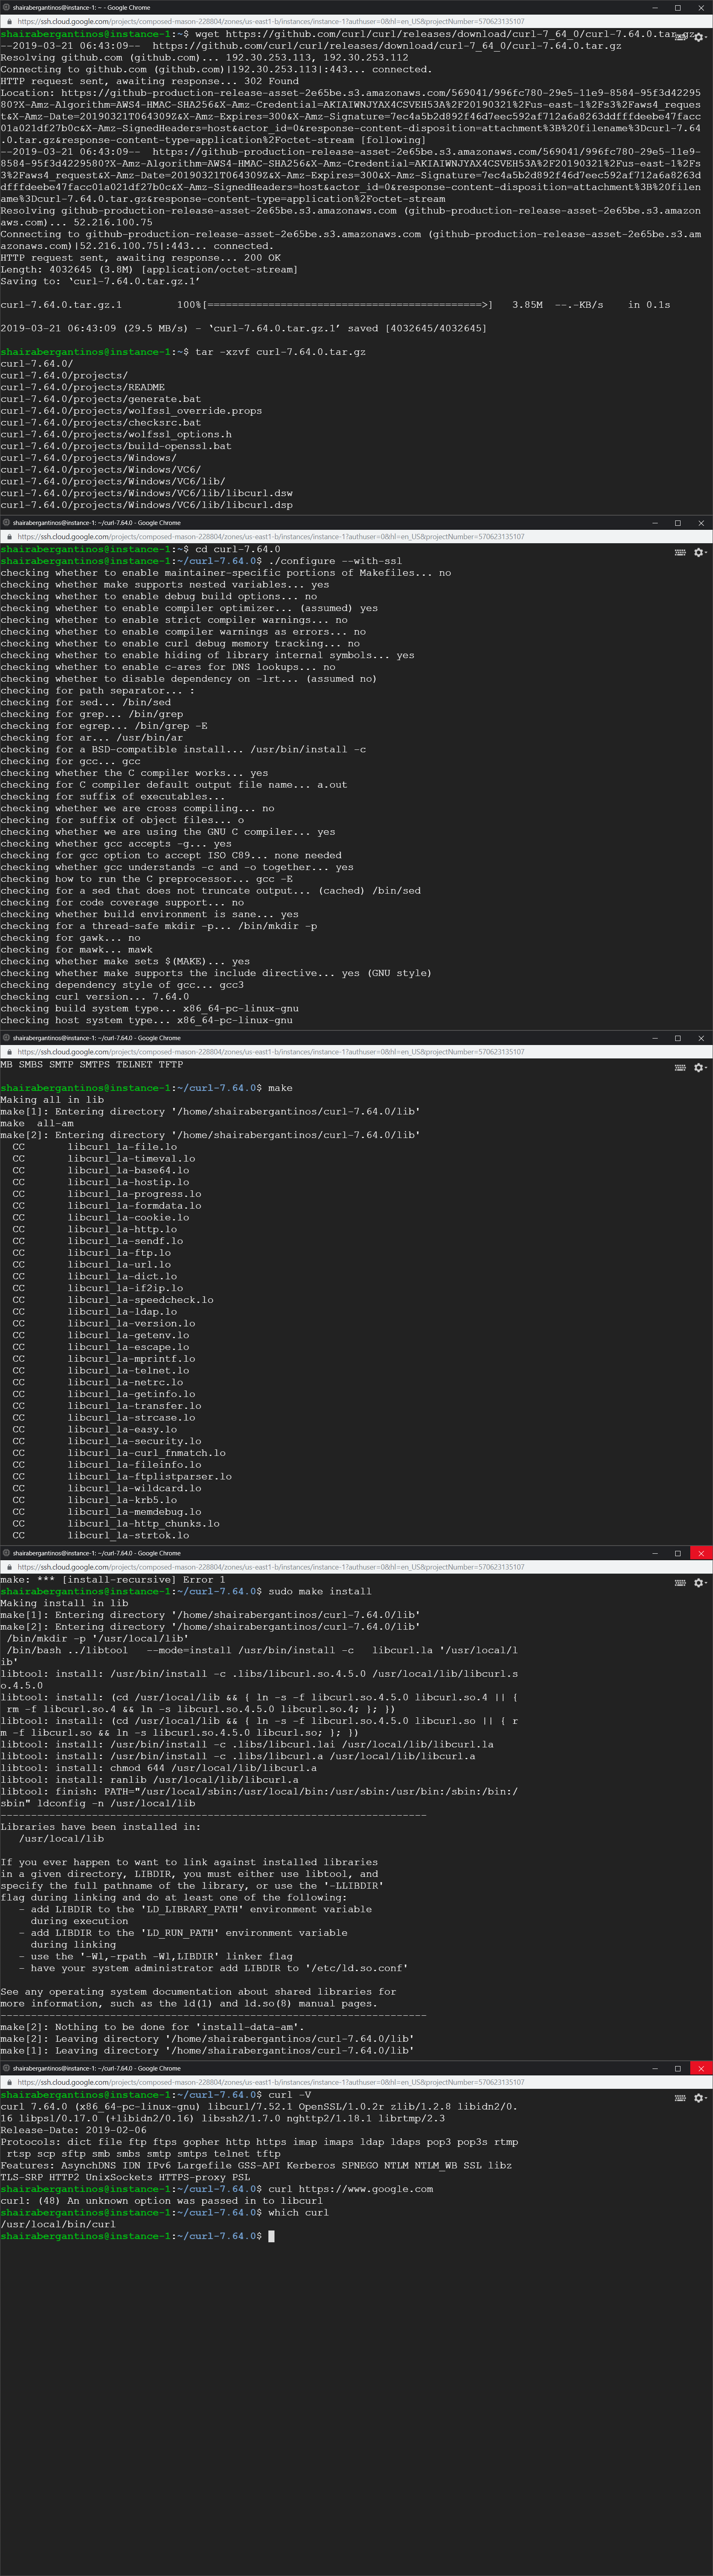 shairabergantinos@instance-1: ~ - Google Chrome
https://ssh.cloud.google.com/projects/composed-mason-228804/zones/us-east1-b/instances/instance-1?authuser=0&hl=en_US&projectNumber=570623135107
shairabergantinos@instance-1:~$ wget https://github.com/curl/curl/releases/download/curl-7_64_0/curl-7.64.0.tar.gz
--2019-03-21 06:43:09--  https://github.com/curl/curl/releases/download/curl-7_64_0/curl-7.64.0.tar.gz
Resolving github.com (github.com)... 192.30.253.113, 192.30.253.112
Connecting to github.com (github.com)|192.30.253.113|:443... connected.
HTTP request sent, awaiting response... 302 Found
Location: https://github-production-release-asset-2e65be.s3.amazonaws.com/569041/996fc780-29e5-11e9-8584-95f3d42295
80?X-Amz-Algorithm=AWS4-HMAC-SHA256&X-Amz-Credential=AKIAIWNJYAX4CSVEH53A%2F20190321%2Fus-east-1%2Fs3%2Faws4_reques
t&X-Amz-Date=20190321T064309Z&X-Amz-Expires=300&X-Amz-Signature=7ec4a5b2d892f46d7eec592af712a6a8263ddfffdeebe47facc
01a021df27b0c&X-Amz-SignedHeaders=host&actor_id=0&response-content-disposition=attachment%3B%20filename%3Dcurl-7.64
.0.tar.gz&response-content-type=application%2Foctet-stream [following]
--2019-03-21 06:43:09--  https://github-production-release-asset-2e65be.s3.amazonaws.com/569041/996fc780-29e5-11e9-
8584-95f3d4229580?X-Amz-Algorithm=AWS4-HMAC-SHA256&X-Amz-Credential=AKIAIWNJYAX4CSVEH53A%2F20190321%2Fus-east-1%2Fs
3%2Faws4_request&X-Amz-Date=20190321T064309Z&X-Amz-Expires=300&X-Amz-Signature=7ec4a5b2d892f46d7eec592af712a6a8263d
dfffdeebe47facc01a021df27b0c&X-Amz-SignedHeaders=host&actor_id=0&response-content-disposition=attachment%3B%20filen
ame%3Dcurl-7.64.0.tar.gz&response-content-type=application%2Foctet-stream
Resolving github-production-release-asset-2e65be.s3.amazonaws.com (github-production-release-asset-2e65be.s3.amazon
aws.com)... 52.216.100.75
Connecting to github-production-release-asset-2e65be.s3.amazonaws.com (github-production-release-asset-2e65be.s3.am
azonaws.com)|52.216.100.75|:443... connected.
HTTP request sent, awaiting response... 200 OK
Length: 4032645 (3.8M) [application/octet-stream]
Saving to: ‘curl-7.64.0.tar.gz.1’
curl-7.64.0.tar.gz.1         100%[=============================================>]   3.85M  --.-KB/s    in 0.1s
2019-03-21 06:43:09 (29.5 MB/s) - ‘curl-7.64.0.tar.gz.1’ saved [4032645/4032645]
shairabergantinos@instance-1:~$ tar -xzvf curl-7.64.0.tar.gz
curl-7.64.0/
curl-7.64.0/projects/
curl-7.64.0/projects/README
curl-7.64.0/projects/generate.bat
curl-7.64.0/projects/wolfssl_override.props
curl-7.64.0/projects/checksrc.bat
curl-7.64.0/projects/wolfssl_options.h
curl-7.64.0/projects/build-openssl.bat
curl-7.64.0/projects/Windows/
curl-7.64.0/projects/Windows/VC6/
curl-7.64.0/projects/Windows/VC6/lib/
curl-7.64.0/projects/Windows/VC6/lib/libcurl.dsw
curl-7.64.0/projects/Windows/VC6/lib/libcurl.dsp
shairabergantinos@instance-1: ~/curl-7.64.0 - Google Chrome
https://ssh.cloud.google.com/projects/composed-mason-228804/zones/us-east1-b/instances/instance-1?authuser=0&hl=en_US&projectNumber=570623135107
shairabergantinos@instance-1:~$ cd curl-7.64.0
shairabergantinos@instance-1:~/curl-7.64.0$ ./configure --with-ssl
checking whether to enable maintainer-specific portions of Makefiles... no
checking whether make supports nested variables... yes
checking whether to enable debug build options... no
checking whether to enable compiler optimizer... (assumed) yes
checking whether to enable strict compiler warnings... no
checking whether to enable compiler warnings as errors... no
checking whether to enable curl debug memory tracking... no
checking whether to enable hiding of library internal symbols... yes
checking whether to enable c-ares for DNS lookups... no
checking whether to disable dependency on -lrt... (assumed no)
checking for path separator... :
checking for sed... /bin/sed
checking for grep... /bin/grep
checking for egrep... /bin/grep -E
checking for ar... /usr/bin/ar
checking for a BSD-compatible install... /usr/bin/install -c
checking for gcc... gcc
checking whether the C compiler works... yes
checking for C compiler default output file name... a.out
checking for suffix of executables...
checking whether we are cross compiling... no
checking for suffix of object files... o
checking whether we are using the GNU C compiler... yes
checking whether gcc accepts -g... yes
checking for gcc option to accept ISO C89... none needed
checking whether gcc understands -c and -o together... yes
checking how to run the C preprocessor... gcc -E
checking for a sed that does not truncate output... (cached) /bin/sed
checking for code coverage support... no
checking whether build environment is sane... yes
checking for a thread-safe mkdir -p... /bin/mkdir -p
checking for gawk... no
checking for mawk... mawk
checking whether make sets $(MAKE)... yes
checking whether make supports the include directive... yes (GNU style)
checking dependency style of gcc... gcc3
checking curl version... 7.64.0
checking build system type... x86_64-pc-linux-gnu
checking host system type... x86_64-pc-linux-gnu
shairabergantinos@instance-1: ~/curl-7.64.0 - Google Chrome
https://ssh.cloud.google.com/projects/composed-mason-228804/zones/us-east1-b/instances/instance-1?authuser=0&hl=en_US&projectNumber=570623135107
MB SMBS SMTP SMTPS TELNET TFTP
shairabergantinos@instance-1:~/curl-7.64.0$ make
Making all in lib
make[1]: Entering directory '/home/shairabergantinos/curl-7.64.0/lib'
make  all-am
make[2]: Entering directory '/home/shairabergantinos/curl-7.64.0/lib'
  CC       libcurl_la-file.lo
  CC       libcurl_la-timeval.lo
  CC       libcurl_la-base64.lo
  CC       libcurl_la-hostip.lo
  CC       libcurl_la-progress.lo
  CC       libcurl_la-formdata.lo
  CC       libcurl_la-cookie.lo
  CC       libcurl_la-http.lo
  CC       libcurl_la-sendf.lo
  CC       libcurl_la-ftp.lo
  CC       libcurl_la-url.lo
  CC       libcurl_la-dict.lo
  CC       libcurl_la-if2ip.lo
  CC       libcurl_la-speedcheck.lo
  CC       libcurl_la-ldap.lo
  CC       libcurl_la-version.lo
  CC       libcurl_la-getenv.lo
  CC       libcurl_la-escape.lo
  CC       libcurl_la-mprintf.lo
  CC       libcurl_la-telnet.lo
  CC       libcurl_la-netrc.lo
  CC       libcurl_la-getinfo.lo
  CC       libcurl_la-transfer.lo
  CC       libcurl_la-strcase.lo
  CC       libcurl_la-easy.lo
  CC       libcurl_la-security.lo
  CC       libcurl_la-curl_fnmatch.lo
  CC       libcurl_la-fileinfo.lo
  CC       libcurl_la-ftplistparser.lo
  CC       libcurl_la-wildcard.lo
  CC       libcurl_la-krb5.lo
  CC       libcurl_la-memdebug.lo
  CC       libcurl_la-http_chunks.lo
  CC       libcurl_la-strtok.lo
shairabergantinos@instance-1: ~/curl-7.64.0 - Google Chrome
https://ssh.cloud.google.com/projects/composed-mason-228804/zones/us-east1-b/instances/instance-1?authuser=0&hl=en_US&projectNumber=570623135107
make: *** [install-recursive] Error 1
shairabergantinos@instance-1:~/curl-7.64.0$ sudo make install
Making install in lib
make[1]: Entering directory '/home/shairabergantinos/curl-7.64.0/lib'
make[2]: Entering directory '/home/shairabergantinos/curl-7.64.0/lib'
 /bin/mkdir -p '/usr/local/lib'
 /bin/bash ../libtool   --mode=install /usr/bin/install -c   libcurl.la '/usr/local/l
ib'
libtool: install: /usr/bin/install -c .libs/libcurl.so.4.5.0 /usr/local/lib/libcurl.s
o.4.5.0
libtool: install: (cd /usr/local/lib && { ln -s -f libcurl.so.4.5.0 libcurl.so.4 || {
 rm -f libcurl.so.4 && ln -s libcurl.so.4.5.0 libcurl.so.4; }; })
libtool: install: (cd /usr/local/lib && { ln -s -f libcurl.so.4.5.0 libcurl.so || { r
m -f libcurl.so && ln -s libcurl.so.4.5.0 libcurl.so; }; })
libtool: install: /usr/bin/install -c .libs/libcurl.lai /usr/local/lib/libcurl.la
libtool: install: /usr/bin/install -c .libs/libcurl.a /usr/local/lib/libcurl.a
libtool: install: chmod 644 /usr/local/lib/libcurl.a
libtool: install: ranlib /usr/local/lib/libcurl.a
libtool: finish: PATH="/usr/local/sbin:/usr/local/bin:/usr/sbin:/usr/bin:/sbin:/bin:/
sbin" ldconfig -n /usr/local/lib
----------------------------------------------------------------------
Libraries have been installed in:
   /usr/local/lib
If you ever happen to want to link against installed libraries
in a given directory, LIBDIR, you must either use libtool, and
specify the full pathname of the library, or use the '-LLIBDIR'
flag during linking and do at least one of the following:
   - add LIBDIR to the 'LD_LIBRARY_PATH' environment variable
     during execution
   - add LIBDIR to the 'LD_RUN_PATH' environment variable
     during linking
   - use the '-Wl,-rpath -Wl,LIBDIR' linker flag
   - have your system administrator add LIBDIR to '/etc/ld.so.conf'
See any operating system documentation about shared libraries for
more information, such as the ld(1) and ld.so(8) manual pages.
----------------------------------------------------------------------
make[2]: Nothing to be done for 'install-data-am'.
make[2]: Leaving directory '/home/shairabergantinos/curl-7.64.0/lib'
make[1]: Leaving directory '/home/shairabergantinos/curl-7.64.0/lib'
shairabergantinos@instance-1: ~/curl-7.64.0 - Google Chrome
https://ssh.cloud.google.com/projects/composed-mason-228804/zones/us-east1-b/instances/instance-1?authuser=0&hl=en_US&projectNumber=570623135107
shairabergantinos@instance-1:~/curl-7.64.0$ curl -V
curl 7.64.0 (x86_64-pc-linux-gnu) libcurl/7.52.1 OpenSSL/1.0.2r zlib/1.2.8 libidn2/0.
16 libpsl/0.17.0 (+libidn2/0.16) libssh2/1.7.0 nghttp2/1.18.1 librtmp/2.3
Release-Date: 2019-02-06
Protocols: dict file ftp ftps gopher http https imap imaps ldap ldaps pop3 pop3s rtmp
 rtsp scp sftp smb smbs smtp smtps telnet tftp
Features: AsynchDNS IDN IPv6 Largefile GSS-API Kerberos SPNEGO NTLM NTLM_WB SSL libz
TLS-SRP HTTP2 UnixSockets HTTPS-proxy PSL
shairabergantinos@instance-1:~/curl-7.64.0$ curl https://www.google.com
curl: (48) An unknown option was passed in to libcurl
shairabergantinos@instance-1:~/curl-7.64.0$ which curl
/usr/local/bin/curl
shairabergantinos@instance-1:~/curl-7.64.0$